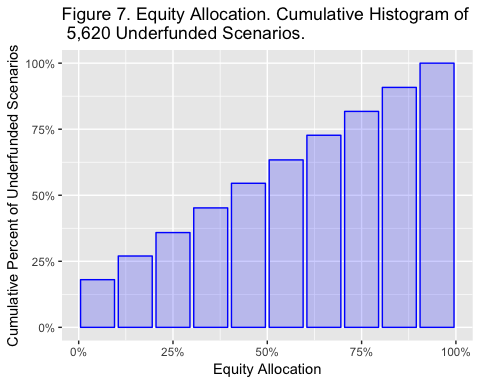 Figure 7. Equity Allocation. Cumulative Histogram of
5,620 Underfunded Scenarios.
Cumulative Percent of Underfunded Scenarios
100%
75%
50%
25%
0%
0%
25%
50%
75%
100%
Equity Allocation